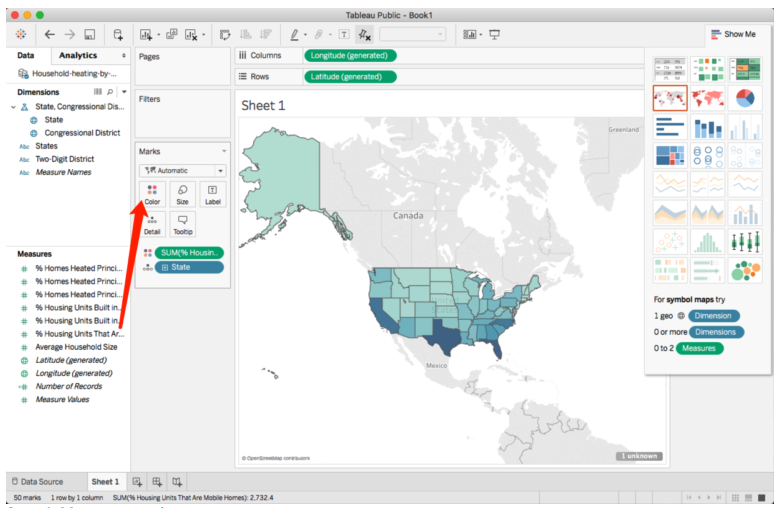 Tableau Public - Book1
Show Me
Data
Analytics
Pages
Columns
Longitude (generated)
Rows
Latitude (generated)
Household-heating-by-...
Dimensions
State, Congressional Dis...
State
Congressional District
Abc States
Abc Two-Digit District
Abc Measure Names
Filters
Marks
Automatic
Color
Size
Label
Detail
Tooltip
SUM(% Housin..
State
Measures
% Homes Heated Princi...
% Homes Heated Princi...
% Homes Heated Princi...
% Housing Units Built in..
% Housing Units Built in
% Housing Units That Ar..
Average Household Size
Latitude (generated)
Longitude (generated)
Number of Records
Measure Values
Sheet 1
Greenland
Canada
Mexico
© OpenStreetMap contributors
1 unknown
For symbol maps try
1 geo
Dimension
0 or more
Dimensions
0 to 2
Measures
Data Source
Sheet 1
50 marks
1 row by 1 column
SUM(% Housing Units That Are Mobile Homes): 2,732.4